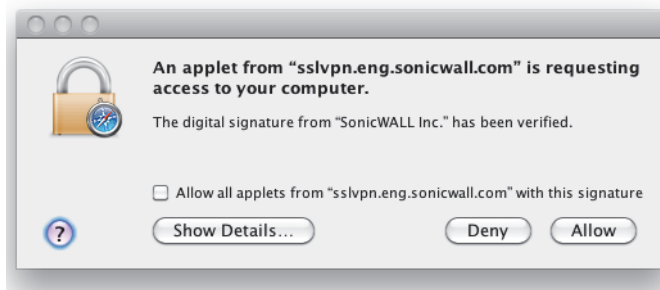 An applet from “sslvpn.eng.sonicwall.com” is requesting
access to your computer.
The digital signature from “SonicWALL Inc.” has been verified.
Allow all applets from “sslvpn.eng.sonicwall.com” with this signature
?
Show Details...
Deny
Allow